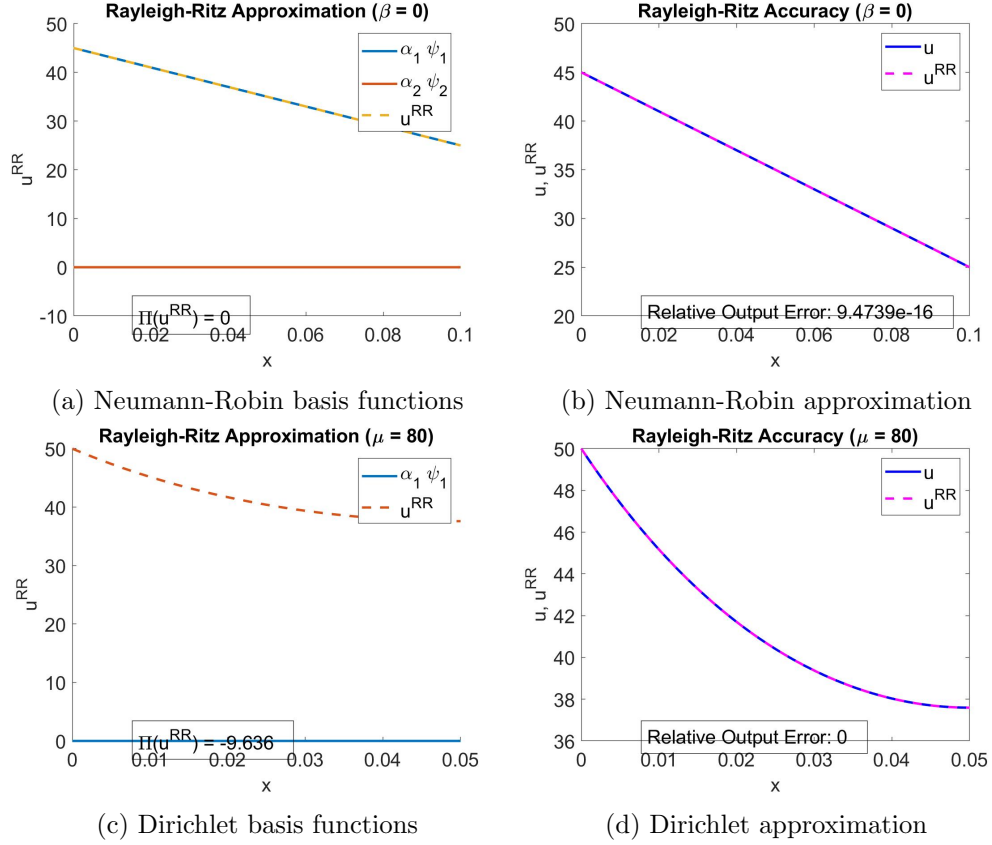 Rayleigh-Ritz Approximation (β = 0)
50
40
30
20
10
0
-10
u^RR
α_1 ψ_1
α_2 ψ_2
u^RR
Π(u^RR) = 0
0 0.02 0.04 0.06 0.08 0.1
x
(a) Neumann-Robin basis functions
Rayleigh-Ritz Accuracy (β = 0)
50
45
40
35
30
25
20
u, u^RR
u
u^RR
Relative Output Error: 9.4739e-16
0 0.02 0.04 0.06 0.08 0.1
x
(b) Neumann-Robin approximation
Rayleigh-Ritz Approximation (μ = 80)
50
40
30
20
10
0
u^RR
α_1 ψ_1
u^RR
Π(u^RR) = -9.636
0 0.01 0.02 0.03 0.04 0.05
x
(c) Dirichlet basis functions
Rayleigh-Ritz Accuracy (μ = 80)
50
48
46
44
42
40
38
36
u, u^RR
u
u^RR
Relative Output Error: 0
0 0.01 0.02 0.03 0.04 0.05
x
(d) Dirichlet approximation